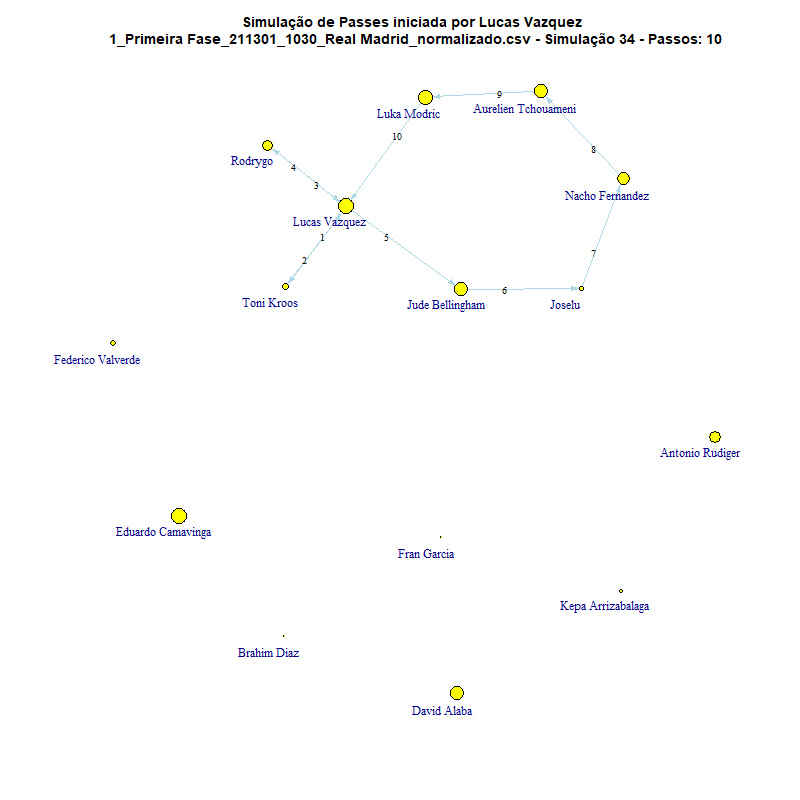 Simulação de Passes iniciada por Lucas Vazquez
1_Primeira Fase_211301_1030_Real Madrid_normalizado.csv - Simulação 34 - Passos: 10
9
Luka Modric
Aurelien Tchouameni
10
8
Rodrygo
4
3
Nacho Fernandez
Lucas Vazquez
1
5
2
7
6
Toni Kroos
Jude Bellingham
Joselu
Federico Valverde
Antonio Rudiger
Eduardo Camavinga
Fran Garcia
Kepa Arrizabalaga
Brahim Diaz
David Alaba